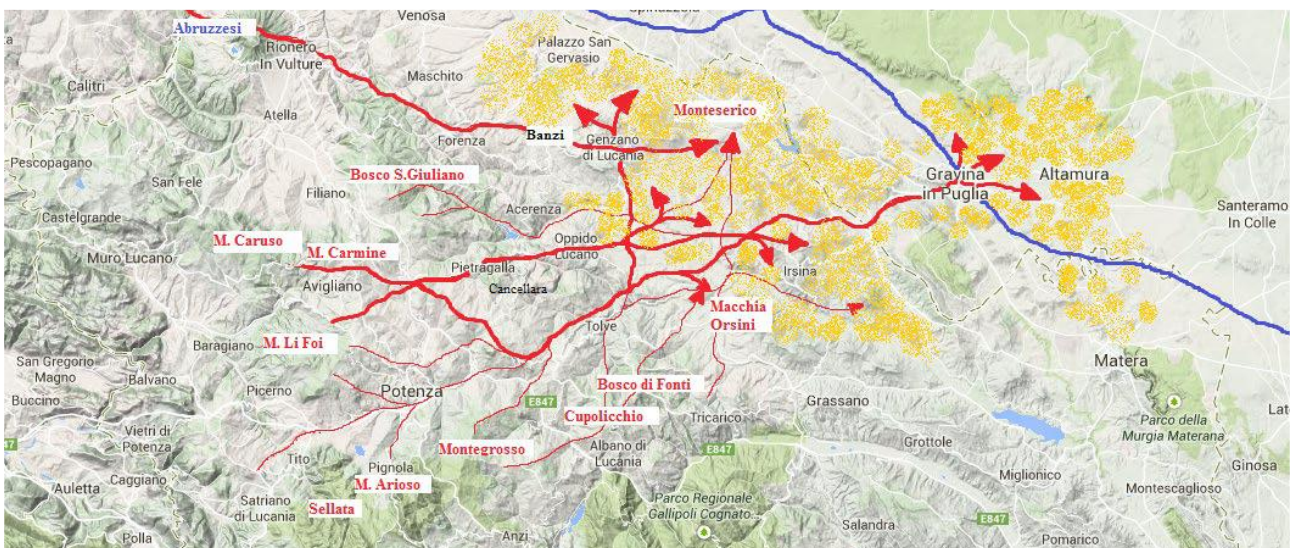 Abruzzesi
Venosa
Spinazzola
Rionero
In Vulture
Palazzo San
Gervasio
Calitri
Maschito
Atella
Monteserico
Forenza
Banzi
Genzano
di Lucania
Pescopagano
San Fele
Filiano
Bosco S.Giuliano
Gravina
in Puglia
Altamura
Acerenza
Castelgrande
Santeramo
In Colle
M. Caruso
M. Carmine
Oppido
Lucano
Muro Lucano
Pietragalla
Avigliano
Cancellara
Irsina
Macchia
Orsini
Tolve
M. Li Foi
Baragiano
San Gregorio
Magno
Balvano
Matera
Picerno
Potenza
Bosco di Fonti
Buccino
E847
Grassano
Parco della
Murgia Materana
Cupolicchio
Tricarico
Vietri di
Potenza
E847
Montegrosso
Albano di
Lucania
E847
Grottole
Tito
Pignola
M. Arioso
Ginosa
Miglionico
Auletta
Caggiano
Satriano
di Lucania
Sellata
Parco Regionale
Gallipoli Cognato...
Montescaglioso
Salandra
E847
Polla
Anzi
Pomarico